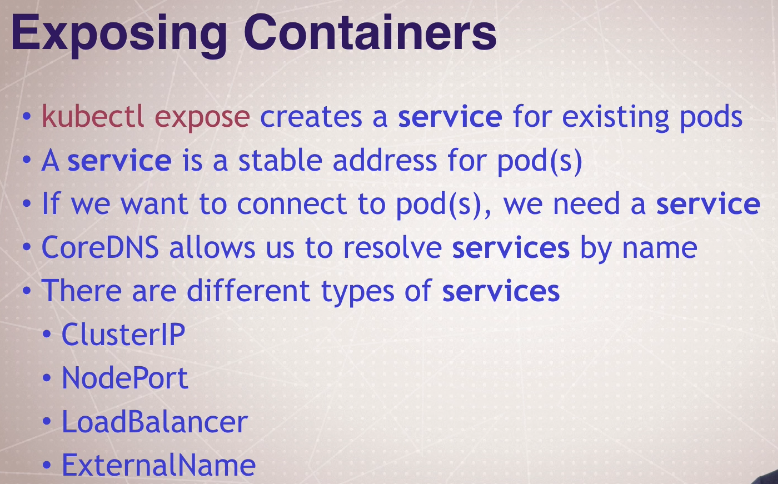 Exposing Containers
• kubectl expose creates a service for existing pods
• A service is a stable address for pod(s)
• If we want to connect to pod(s), we need a service
• CoreDNS allows us to resolve services by name
• There are different types of services
• ClusterIP
• NodePort
• LoadBalancer
• ExternalName